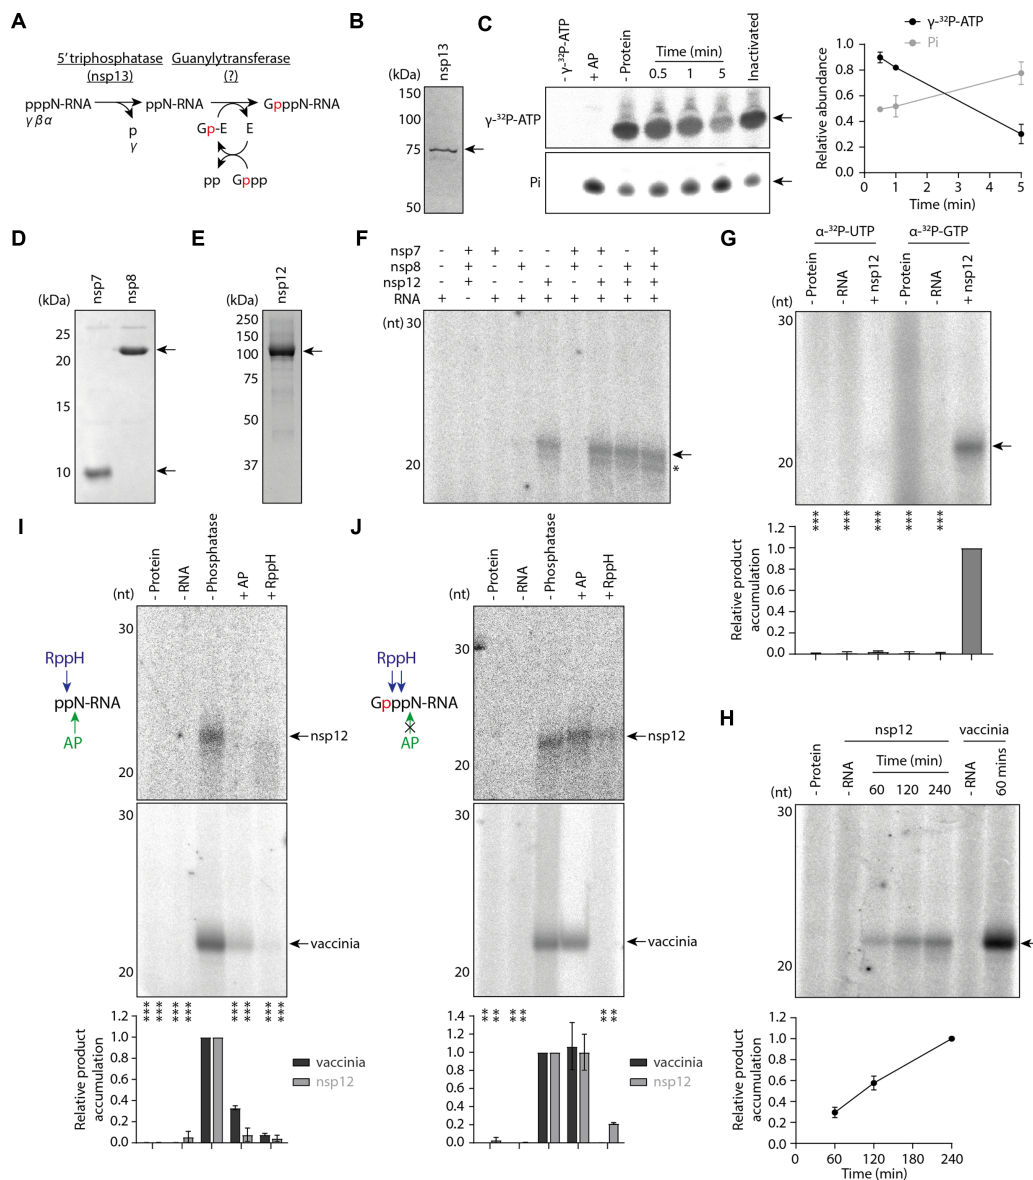 A
5′ triphosphatase
(nsp13)
Guanylytransferase
(?)
pppN-RNA
γ β α
ppN-RNA
GpppN-RNA
p
γ
Gp-E
E
pp
Gppp
B
(kDa)
nsp13
150
100
75
50
C
- γ-³²P-ATP
+ AP
- Protein
Time (min)
0.5
1
5
Inactivated
γ-³²P-ATP
Pi
γ-³²P-ATP
Pi
Relative abundance
1.0
0.8
0.6
0.4
0.2
0.0
0
1
2
3
4
5
Time (min)
D
(kDa)
nsp7
nsp8
25
20
15
10
E
(kDa)
nsp12
250
150
100
75
50
37
F
nsp7 - + + - - + + - +
nsp8 - + - + - + - + +
nsp12 - + - - + - + + +
RNA + - + + + + + + +
(nt)
30
20
*
G
α-³²P-UTP
α-³²P-GTP
- Protein
- RNA
+ nsp12
- Protein
- RNA
+ nsp12
(nt)
30
20
*** *** *** *** ***
Relative product
accumulation
1.2
1.0
0.8
0.6
0.4
0.2
0.0
H
nsp12
vaccinia
Time (min)
- Protein
- RNA
60
120
240
- RNA
60 mins
(nt)
30
20
Relative product
accumulation
1.2
1.0
0.8
0.6
0.4
0.2
0.0
0
60
120
180
240
Time (min)
I
- Protein
- RNA
- Phosphatase
+ AP
+ RppH
(nt)
30
20
RppH
ppN-RNA
AP
nsp12
30
20
vaccinia
*** *** *** *** *** *** *** ***
Relative product
accumulation
1.2
1.0
0.8
0.6
0.4
0.2
0.0
vaccinia
nsp12
J
- Protein
- RNA
- Phosphatase
+ AP
+ RppH
(nt)
30
20
RppH
GpppN-RNA
AP
nsp12
30
20
vaccinia
** ** ** ** ** **
Relative product
accumulation
1.4
1.2
1.0
0.8
0.6
0.4
0.2
0.0
vaccinia
nsp12